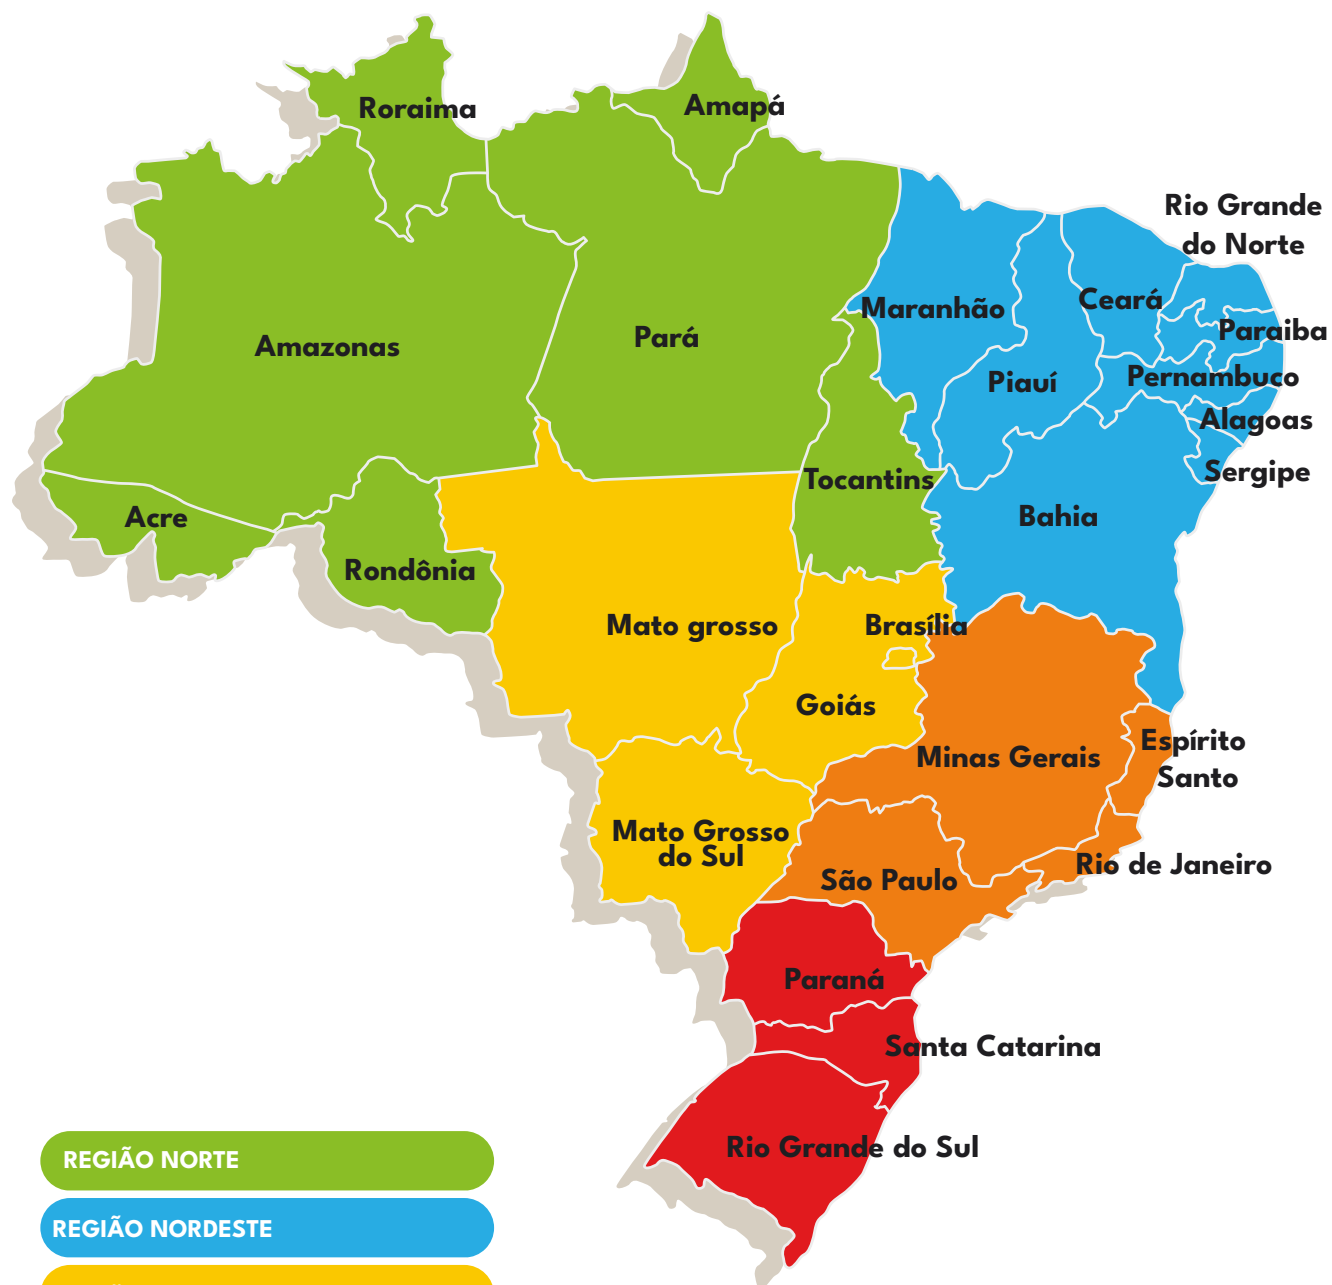 Roraima
Amapá
Rio Grande
do Norte
Maranhão
Ceará
Paraiba
Amazonas
Pará
Piauí
Pernambuco
Alagoas
Tocantins
Sergipe
Acre
Bahia
Rondônia
Mato grosso
Brasília
Goiás
Espírito
Santo
Minas Gerais
Mato Grosso
do Sul
São Paulo
Rio de Janeiro
Paraná
Santa Catarina
Rio Grande do Sul
REGIÃO NORTE
REGIÃO NORDESTE